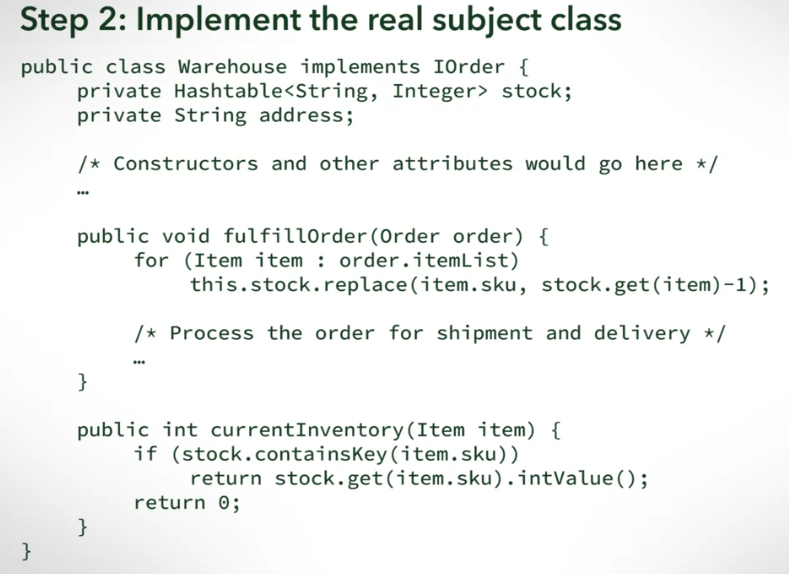 Step 2: Implement the real subject class
public class Warehouse implements IOrder {
private Hashtable<String, Integer> stock;
private String address;
/* Constructors and other attributes would go here */
…
public void fulfillOrder(Order order) {
for (Item item : order.itemList)
this.stock.replace(item.sku, stock.get(item)-1);
/* Process the order for shipment and delivery */
…
}
public int currentInventory(Item item) {
if (stock.containsKey(item.sku))
return stock.get(item.sku).intValue();
return 0;
}
}